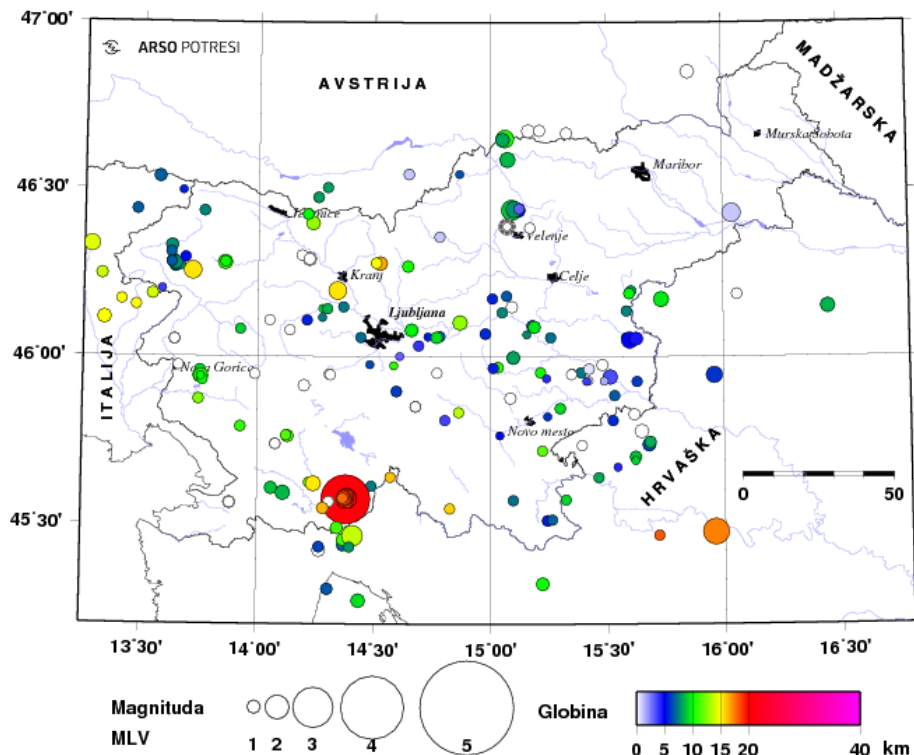 47°00'
ARSO POTRESI
AVSTRIJA
MADŽARSKA
Murska Sobota
Maribor
46°30'
Velenje
Kranj
Celje
Ljubljana
46°00'
Nova Gorice
ITALIJA
Novo mesto
HRVAŠKA
0 50
45°30'
13°30' 14°00' 14°30' 15°00' 15°30' 16°00' 16°30'
Magnituda
MLV
1 2 3 4 5
Globina
0 5 10 15 20 40 km